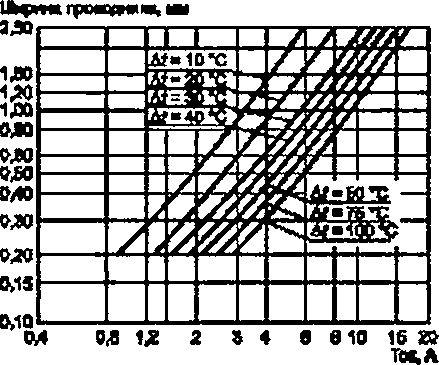 Ширина проводника, мм
2,50
1,60
1,20
1,00
0,80
0,60
0,50
0,40
0,30
0,20
0,15
0,10
Δt = 10 °C
Δt = 20 °C
Δt = 30 °C
Δt = 40 °C
Δt = 60 °C
Δt = 75 °C
Δt = 100 °C
0,4 0,8 1,2 2 3 4 6 8 10 15 20
Ток, А